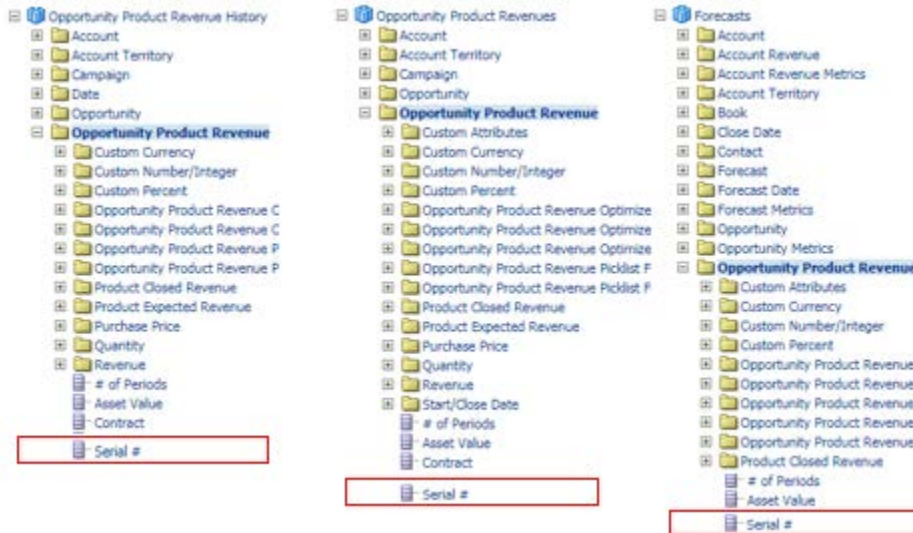 Opportunity Product Revenue History
Account
Account Territory
Campaign
Date
Opportunity
Opportunity Product Revenue
Custom Currency
Custom Number/Integer
Custom Percent
Opportunity Product Revenue C
Opportunity Product Revenue C
Opportunity Product Revenue P
Opportunity Product Revenue P
Product Closed Revenue
Product Expected Revenue
Purchase Price
Quantity
Revenue
# of Periods
Asset Value
Contract
Serial #
Opportunity Product Revenues
Account
Account Territory
Campaign
Opportunity
Opportunity Product Revenue
Custom Attributes
Custom Currency
Custom Number/Integer
Custom Percent
Opportunity Product Revenue Optimize
Opportunity Product Revenue Optimize
Opportunity Product Revenue Optimize
Opportunity Product Revenue Picklist F
Opportunity Product Revenue Picklist F
Product Closed Revenue
Product Expected Revenue
Purchase Price
Quantity
Revenue
Start/Close Date
# of Periods
Asset Value
Contract
Serial #
Forecasts
Account
Account Revenue
Account Revenue Metrics
Account Territory
Book
Close Date
Contact
Forecast
Forecast Date
Forecast Metrics
Opportunity
Opportunity Metrics
Opportunity Product Revenue
Custom Attributes
Custom Currency
Custom Number/Integer
Custom Percent
Opportunity Product Revenue
Opportunity Product Revenue
Opportunity Product Revenue
Opportunity Product Revenue
Opportunity Product Revenue
Product Closed Revenue
# of Periods
Asset Value
Serial #